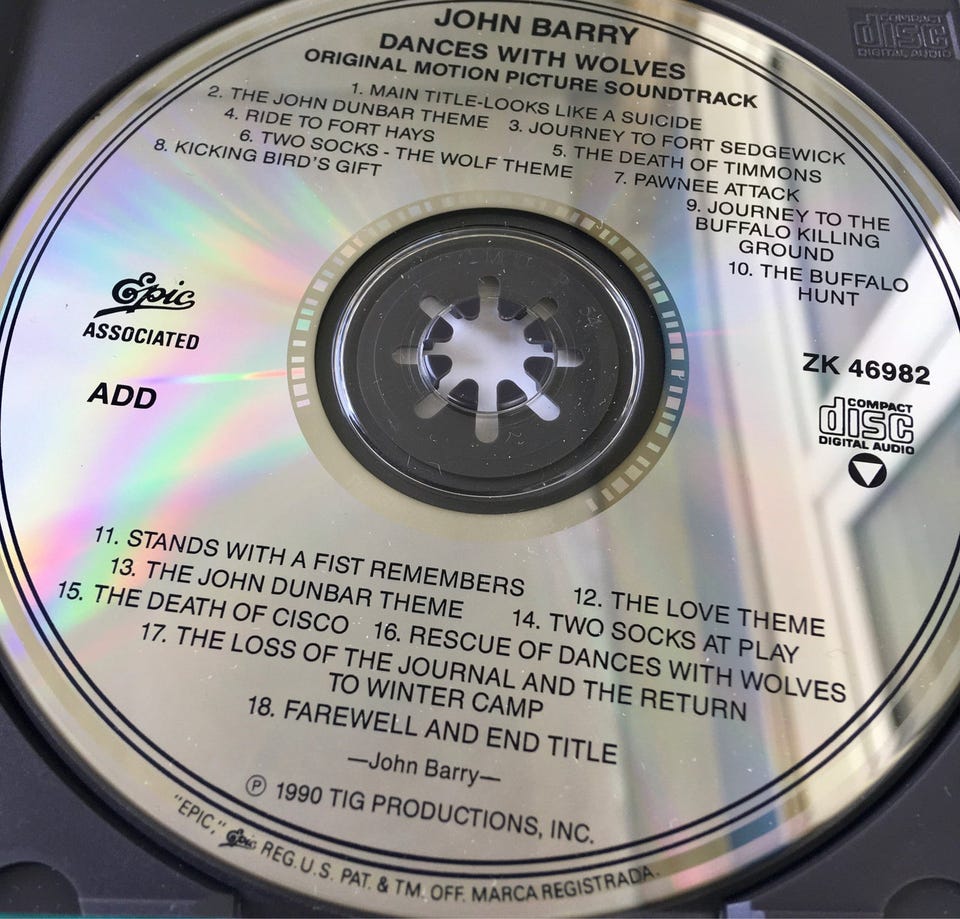 JOHN BARRY
DANCES WITH WOLVES
ORIGINAL MOTION PICTURE SOUNDTRACK
1. MAIN TITLE-LOOKS LIKE A SUICIDE
2. THE JOHN DUNBAR THEME 3. JOURNEY TO FORT SEDGEWICK
4. RIDE TO FORT HAYS 5. THE DEATH OF TIMMONS
6. TWO SOCKS - THE WOLF THEME 7. PAWNEE ATTACK
8. KICKING BIRD'S GIFT
9. JOURNEY TO THE
BUFFALO KILLING
GROUND
10. THE BUFFALO
HUNT
Epic
ASSOCIATED
ADD
ZK 46982
COMPACT
disc
DIGITAL AUDIO
11. STANDS WITH A FIST REMEMBERS 12. THE LOVE THEME
13. THE JOHN DUNBAR THEME 14. TWO SOCKS AT PLAY
15. THE DEATH OF CISCO 16. RESCUE OF DANCES WITH WOLVES
17. THE LOSS OF THE JOURNAL AND THE RETURN
TO WINTER CAMP
18. FAREWELL AND END TITLE
—John Barry—
℗ 1990 TIG PRODUCTIONS, INC.
"EPIC," Epic REG. U.S. PAT. & TM. OFF. MARCA REGISTRADA.
COMPACT
disc
DIGITAL AUDIO